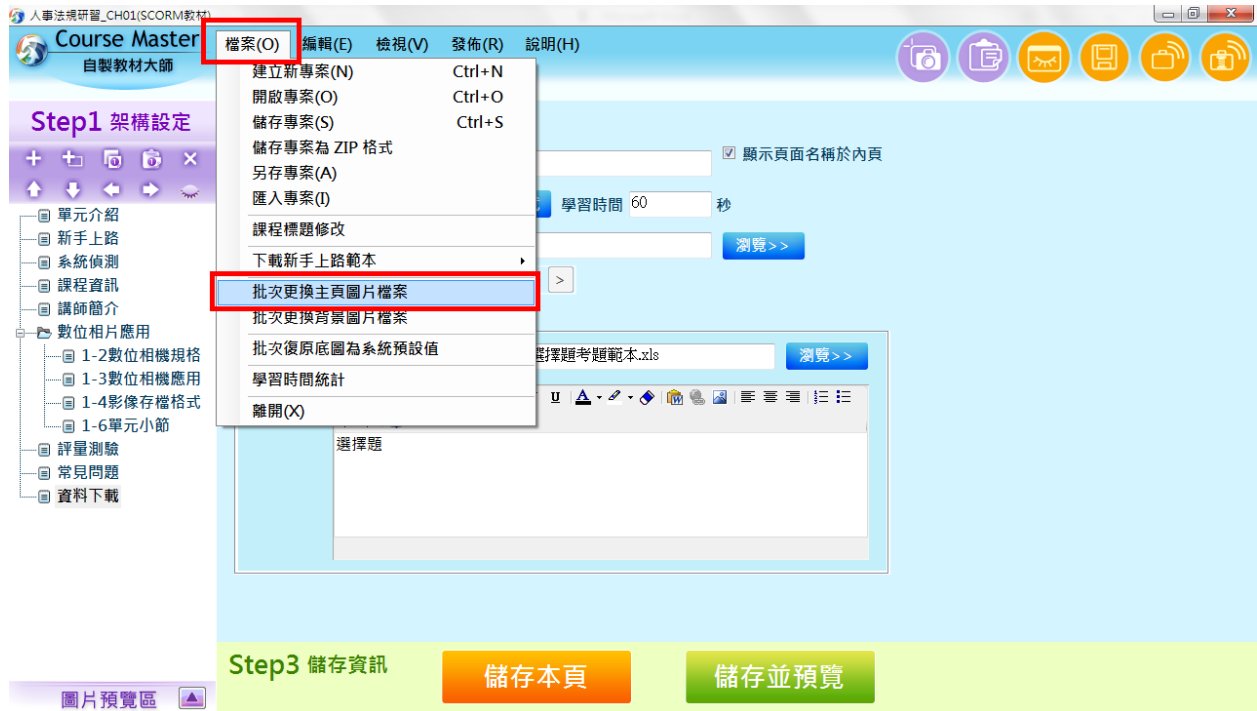 人事法規研習_CH01(SCORM教材)
Course Master
自製教材大師
檔案(O) 編輯(E) 檢視(V) 發佈(R) 說明(H)
建立新專案(N) Ctrl+N
開啟專案(O) Ctrl+O
儲存專案(S) Ctrl+S
儲存專案為 ZIP 格式
另存專案(A)
匯入專案(I)
課程標題修改
下載新手上路範本
批次更換主頁圖片檔案
批次更換背景圖片檔案
批次復原底圖為系統預設值
學習時間統計
離開(X)
Step1 架構設定
單元介紹
新手上路
系統偵測
課程資訊
講師簡介
數位相片應用
1-2數位相機規格
1-3數位相機應用
1-4影像存檔格式
1-6單元小節
評量測驗
常見問題
資料下載
圖片預覽區
顯示頁面名稱於內頁
學習時間 60 秒
瀏覽>>
>
選擇題考題範本.xls 瀏覽>>
U A
選擇題
Step3 儲存資訊
儲存本頁
儲存並預覽